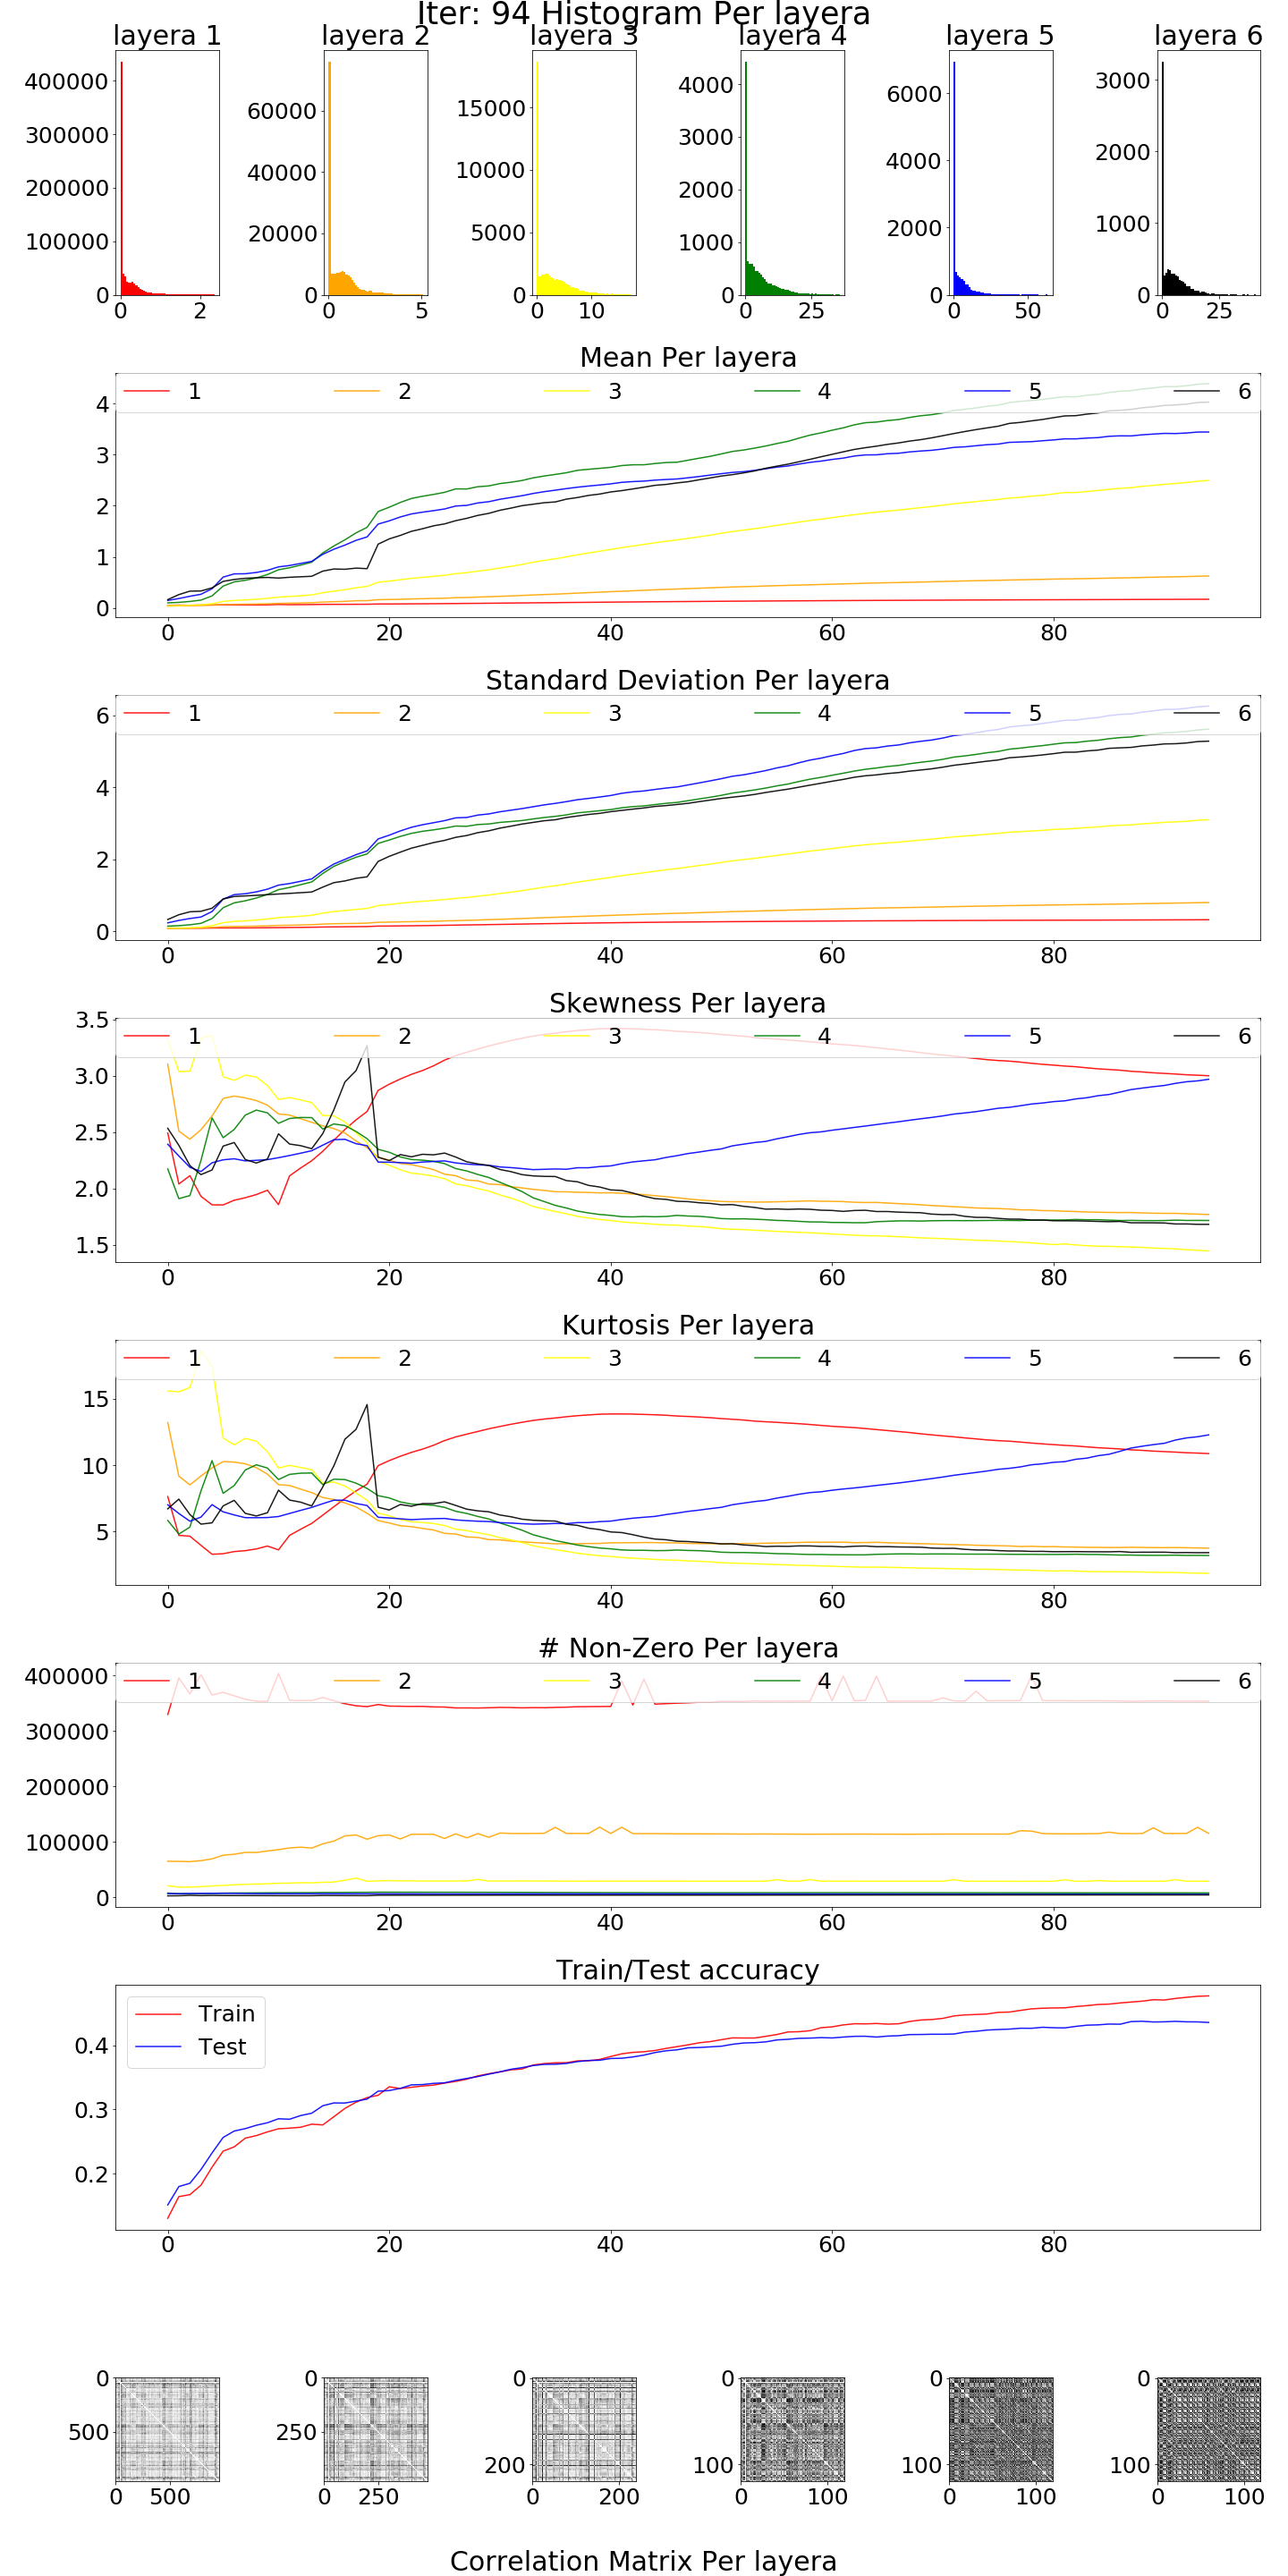 Iter: 94 Histogram Per layera
layera 1 layera 2 layera 3 layera 4 layera 5 layera 6
400000 300000 200000 100000 0 0 2
60000 40000 20000 0 0 5
15000 10000 5000 0 0 10
4000 3000 2000 1000 0 0 25
6000 4000 2000 0 0 50
3000 2000 1000 0 0 25
Mean Per layera
1 2 3 4 5 6
4
3
2
1
0
0 20 40 60 80
Standard Deviation Per layera
1 2 3 4 5 6
6
4
2
0
0 20 40 60 80
Skewness Per layera
1 2 3 4 5 6
3.5
3.0
2.5
2.0
1.5
0 20 40 60 80
Kurtosis Per layera
1 2 3 4 5 6
15
10
5
0 20 40 60 80
# Non-Zero Per layera
1 2 3 4 5 6
400000
300000
200000
100000
0
0 20 40 60 80
Train/Test accuracy
Train
Test
0.4
0.3
0.2
0 20 40 60 80
0 500 0 500
0 250 0 250
0 200 0 200
0 100 0 100
0 100 0 100
0 100 0 100
Correlation Matrix Per layera